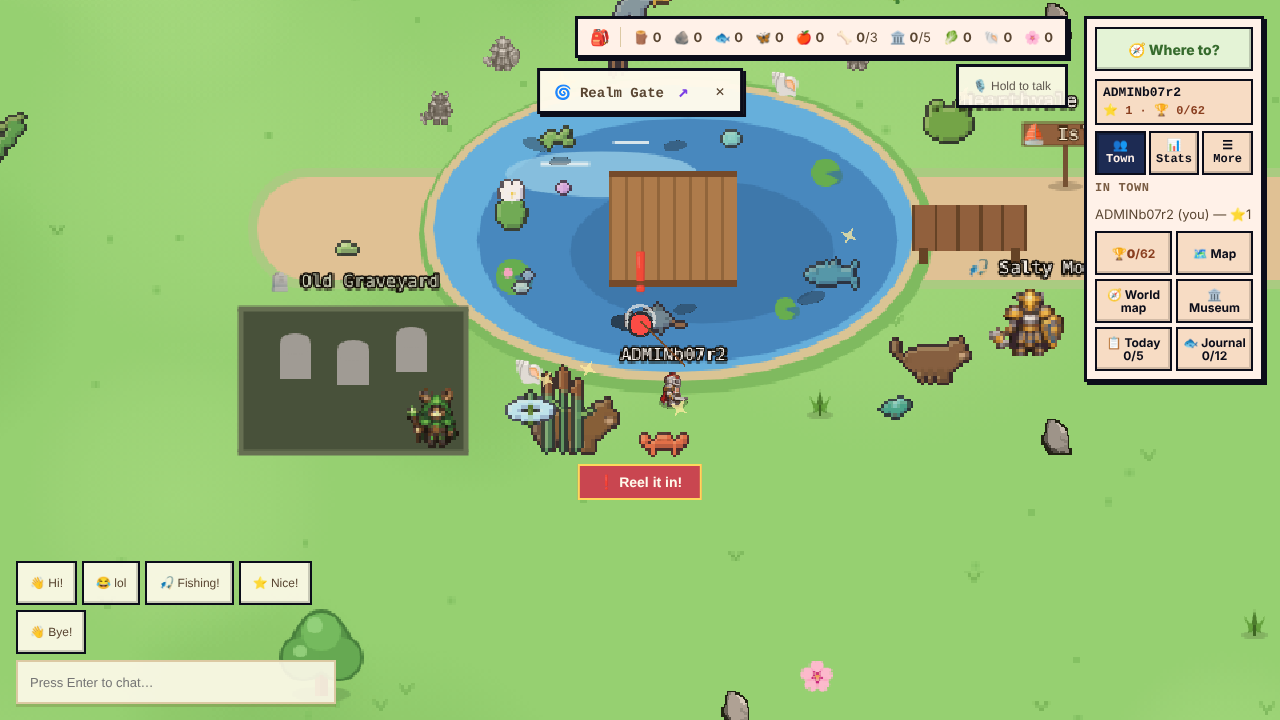 0 0 0 0 0 0/3 0/5 0 0 0
Where to?
Realm Gate ↗ ×
Hold to talk
ADMINb07r2
1 · 0/62
Is
Town Stats More
IN TOWN
ADMINb07r2 (you) — ⭐1
0/62 Map
World map
Museum
Today 0/5
Journal 0/12
Old Graveyard
Salty Mo
ADMINb07r2
Reel it in!
Hi! lol Fishing! Nice!
Bye!
Press Enter to chat…